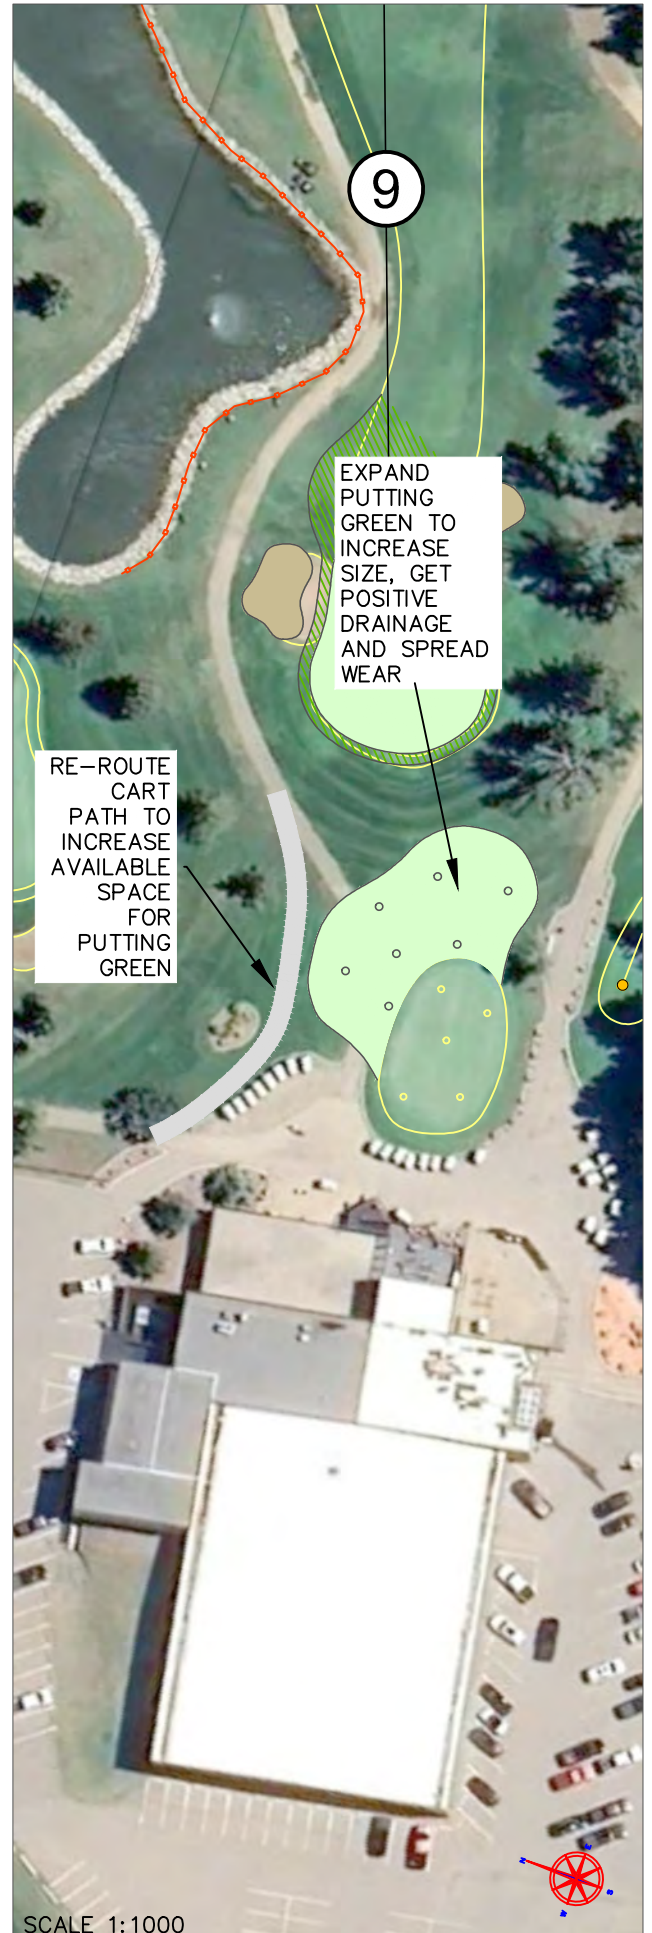 9
EXPAND
PUTTING
GREEN TO
INCREASE
SIZE, GET
POSITIVE
DRAINAGE
AND SPREAD
WEAR
RE-ROUTE
CART
PATH TO
INCREASE
AVAILABLE
SPACE
FOR
PUTTING
GREEN
SCALE 1:1000